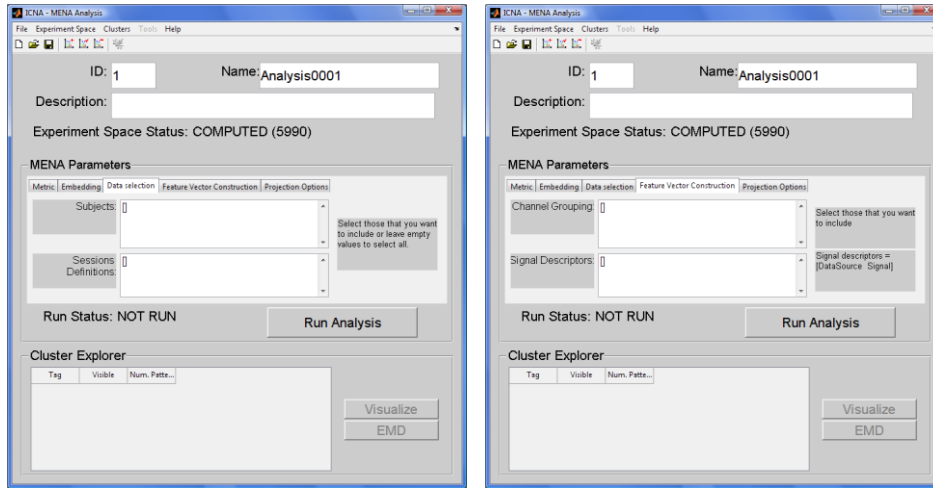 ICNA - MENA Analysis
File Experiment Space Clusters Tools Help
ID: 1 Name: Analysis0001
Description:
Experiment Space Status: COMPUTED (5990)
MENA Parameters
Metric Embedding Data selection Feature Vector Construction Projection Options
Subjects: []
Select those that you want
to include or leave empty
values to select all.
Sessions
Definitions:
[]
Run Status: NOT RUN
Run Analysis
Cluster Explorer
Tag Visible Num. Patte...
Visualize
EMD
ICNA - MENA Analysis
File Experiment Space Clusters Tools Help
ID: 1 Name: Analysis0001
Description:
Experiment Space Status: COMPUTED (5990)
MENA Parameters
Metric Embedding Data selection Feature Vector Construction Projection Options
Channel Grouping: []
Select those that you want
to include
Signal Descriptors: []
Signal descriptors =
[DataSource Signal]
Run Status: NOT RUN
Run Analysis
Cluster Explorer
Tag Visible Num. Patte...
Visualize
EMD